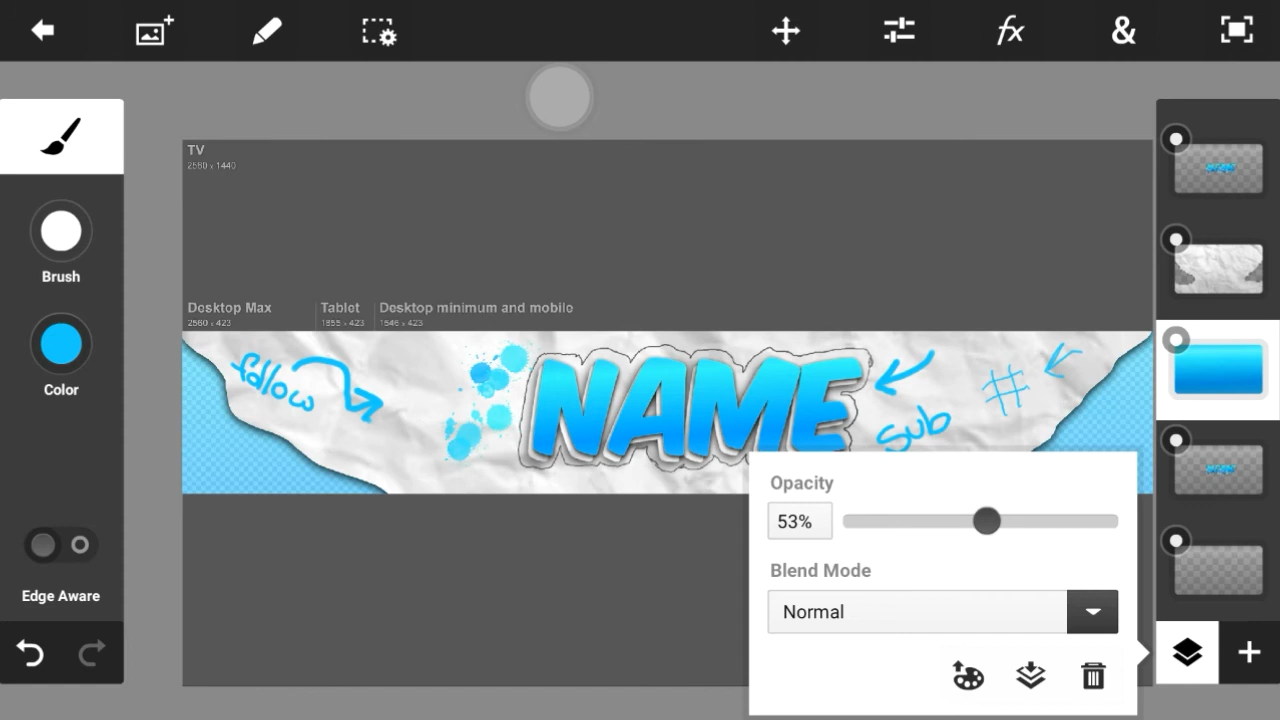 fx
&
TV
2560 x 1440
Brush
Desktop Max
Tablet
Desktop minimum and mobile
2560 x 423
1855 x 423
1546 x 423
follow
NAME
#
Sub
Color
Opacity
53%
Blend Mode
Normal
Edge Aware